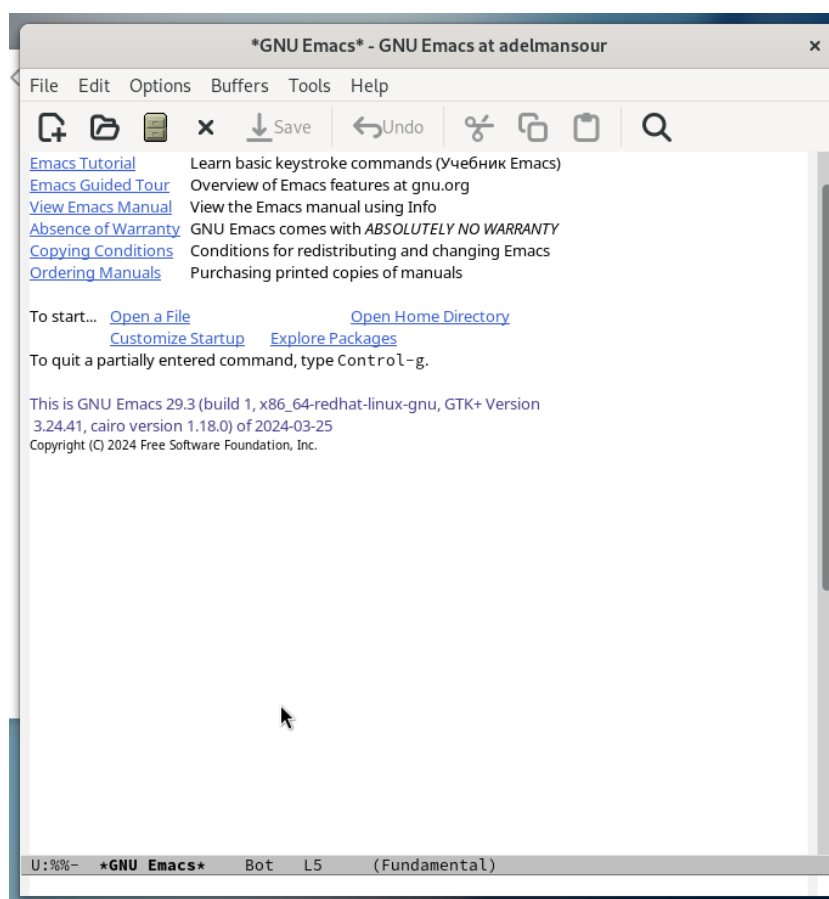 *GNU Emacs* - GNU Emacs at adelmansour ×
File Edit Options Buffers Tools Help
Save Undo
Emacs Tutorial Learn basic keystroke commands (Учебник Emacs)
Emacs Guided Tour Overview of Emacs features at gnu.org
View Emacs Manual View the Emacs manual using Info
Absence of Warranty GNU Emacs comes with ABSOLUTELY NO WARRANTY
Copying Conditions Conditions for redistributing and changing Emacs
Ordering Manuals Purchasing printed copies of manuals
To start... Open a File Open Home Directory
Customize Startup Explore Packages
To quit a partially entered command, type Control-g.
This is GNU Emacs 29.3 (build 1, x86_64-redhat-linux-gnu, GTK+ Version
3.24.41, cairo version 1.18.0) of 2024-03-25
Copyright (C) 2024 Free Software Foundation, Inc.
U:%%- *GNU Emacs* Bot L5 (Fundamental)